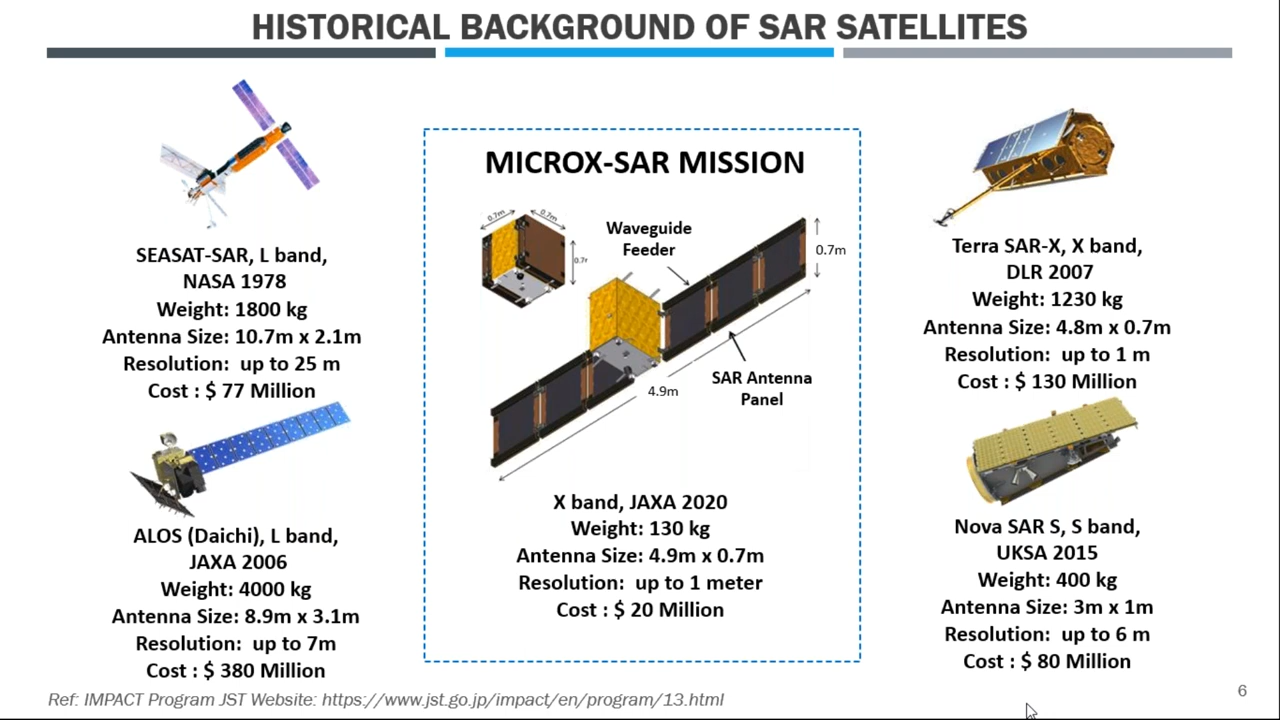 HISTORICAL BACKGROUND OF SAR SATELLITES
SEASAT-SAR, L band,
NASA 1978
Weight: 1800 kg
Antenna Size: 10.7m x 2.1m
Resolution: up to 25 m
Cost : $ 77 Million
ALOS (Daichi), L band,
JAXA 2006
Weight: 4000 kg
Antenna Size: 8.9m x 3.1m
Resolution: up to 7m
Cost : $ 380 Million
MICROX-SAR MISSION
0.7m
0.7m
Waveguide
Feeder
0.7m
4.9m
SAR Antenna
Panel
X band, JAXA 2020
Weight: 130 kg
Antenna Size: 4.9m x 0.7m
Resolution: up to 1 meter
Cost : $ 20 Million
Terra SAR-X, X band,
DLR 2007
Weight: 1230 kg
Antenna Size: 4.8m x 0.7m
Resolution: up to 1 m
Cost : $ 130 Million
Nova SAR S, S band,
UKSA 2015
Weight: 400 kg
Antenna Size: 3m x 1m
Resolution: up to 6 m
Cost : $ 80 Million
Ref: IMPACT Program JST Website: https://www.jst.go.jp/impact/en/program/13.html
6